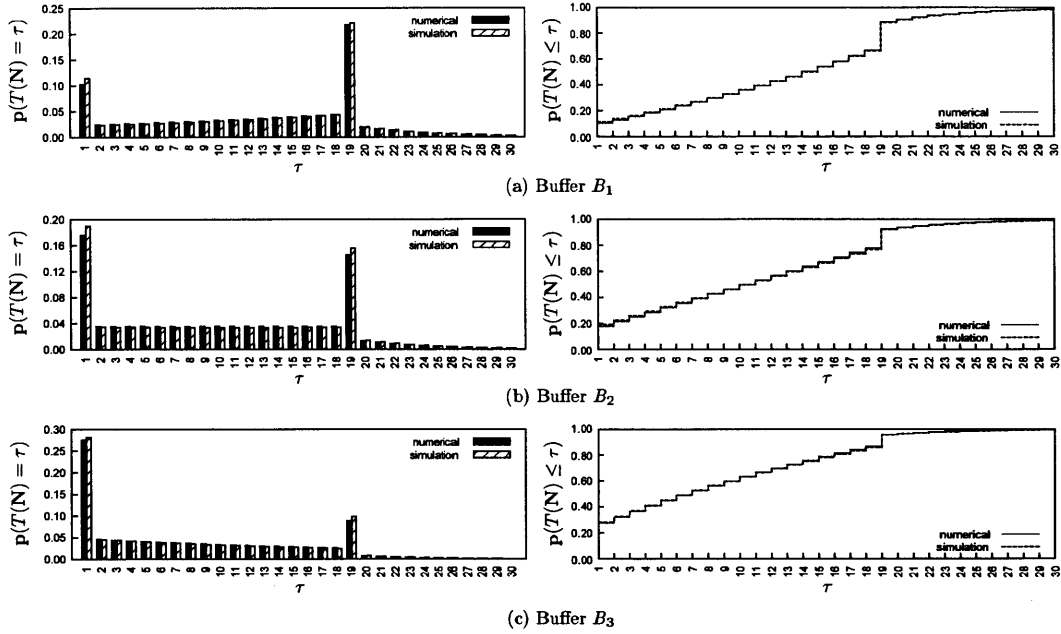 p(T(N) = τ)
0.25
0.20
0.15
0.10
0.05
0.00
numerical
simulation
1 2 3 4 5 6 7 8 9 10 11 12 13 14 15 16 17 18 19 20 21 22 23 24 25 26 27 28 29 30
τ
p(T(N) ≤ τ)
1.00
0.80
0.60
0.40
0.20
0.00
numerical
simulation
1 2 3 4 5 6 7 8 9 10 11 12 13 14 15 16 17 18 19 20 21 22 23 24 25 26 27 28 29 30
τ
(a) Buffer B₁
p(T(N) = τ)
0.20
0.16
0.12
0.08
0.04
0.00
numerical
simulation
1 2 3 4 5 6 7 8 9 10 11 12 13 14 15 16 17 18 19 20 21 22 23 24 25 26 27 28 29 30
τ
p(T(N) ≤ τ)
1.00
0.80
0.60
0.40
0.20
0.00
numerical
simulation
1 2 3 4 5 6 7 8 9 10 11 12 13 14 15 16 17 18 19 20 21 22 23 24 25 26 27 28 29 30
τ
(b) Buffer B₂
p(T(N) = τ)
0.30
0.25
0.20
0.15
0.10
0.05
0.00
numerical
simulation
1 2 3 4 5 6 7 8 9 10 11 12 13 14 15 16 17 18 19 20 21 22 23 24 25 26 27 28 29 30
τ
p(T(N) ≤ τ)
1.00
0.80
0.60
0.40
0.20
0.00
numerical
simulation
1 2 3 4 5 6 7 8 9 10 11 12 13 14 15 16 17 18 19 20 21 22 23 24 25 26 27 28 29 30
τ
(c) Buffer B₃